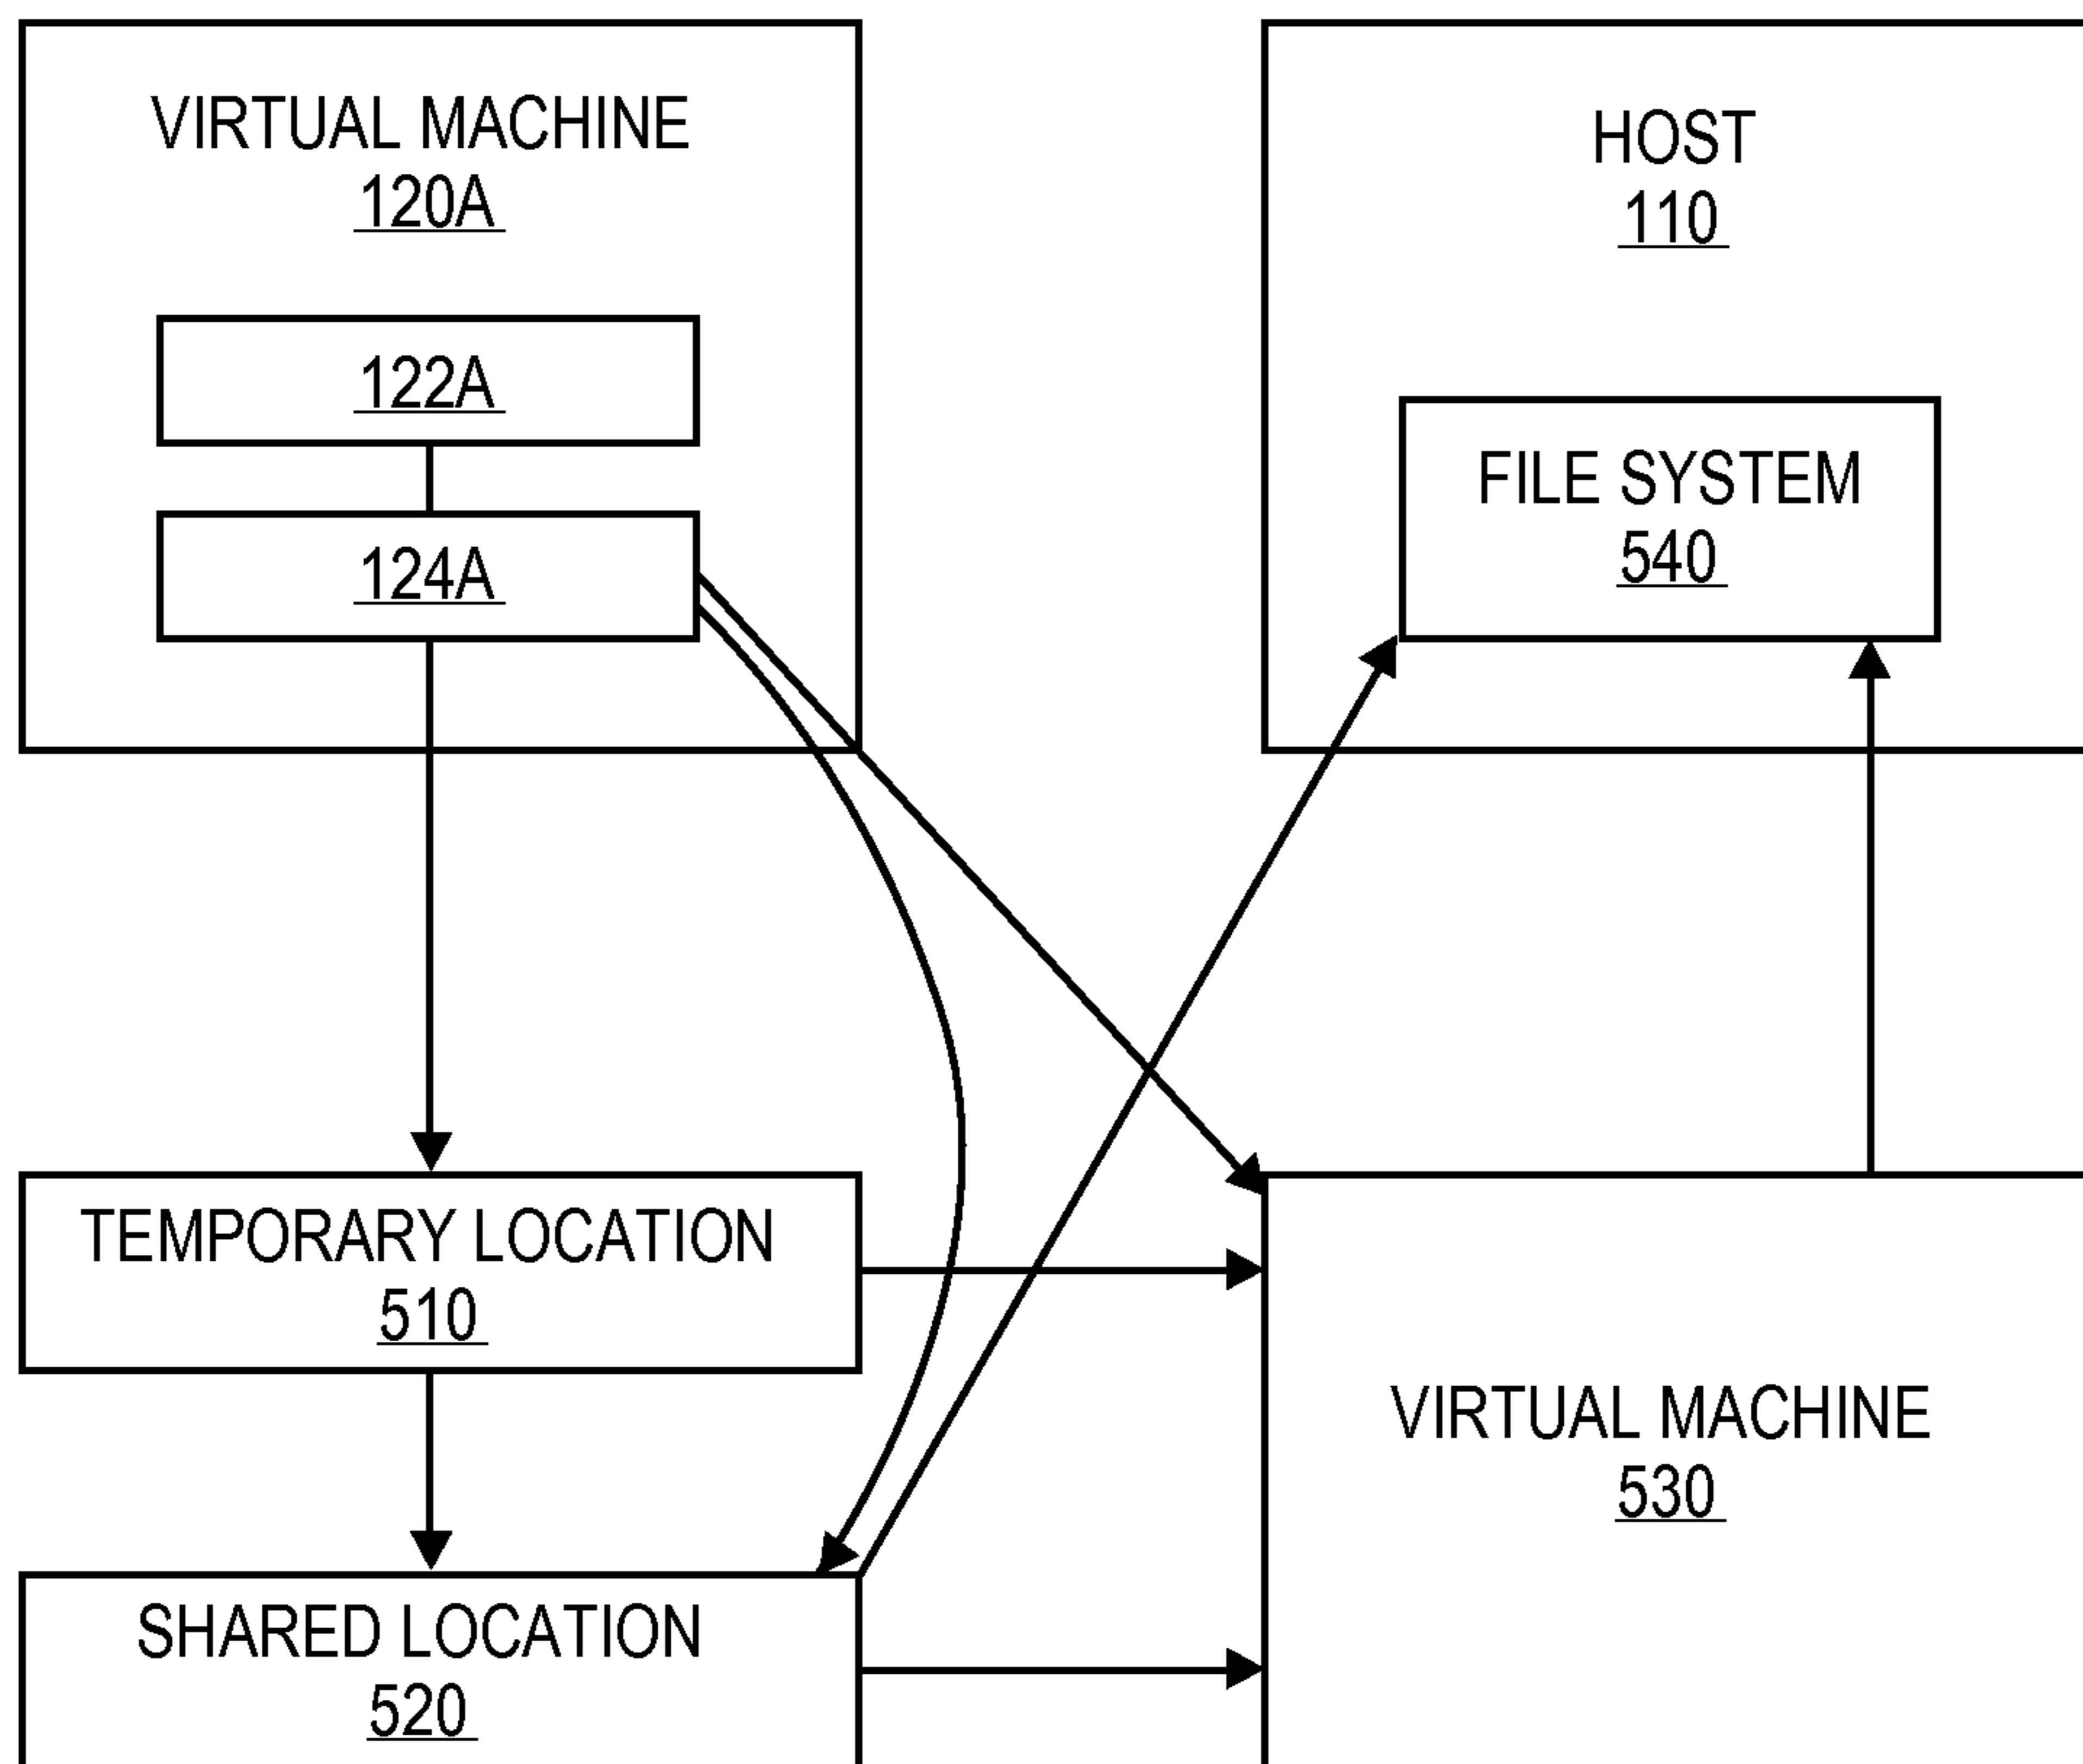 VIRTUAL MACHINE
120A
122A
124A
HOST
110
FILE SYSTEM
540
TEMPORARY LOCATION
510
SHARED LOCATION
520
VIRTUAL MACHINE
530